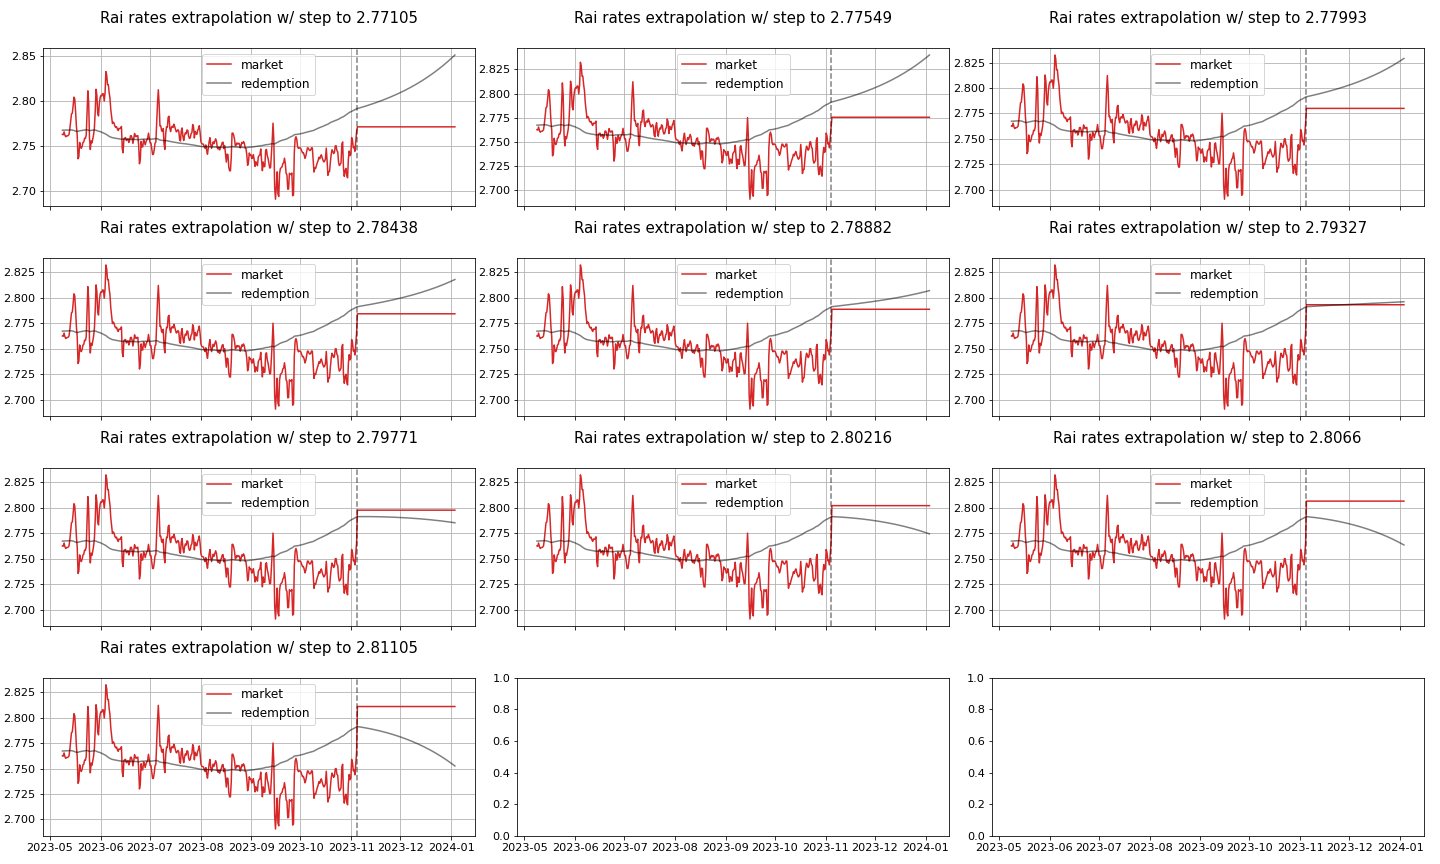 Rai rates extrapolation w/ step to 2.77105
Rai rates extrapolation w/ step to 2.77549
Rai rates extrapolation w/ step to 2.77993
2.85
2.80
2.75
2.70
market
redemption
2.825
2.800
2.775
2.750
2.725
2.700
market
redemption
2.825
2.800
2.775
2.750
2.725
2.700
market
redemption
Rai rates extrapolation w/ step to 2.78438
Rai rates extrapolation w/ step to 2.78882
Rai rates extrapolation w/ step to 2.79327
2.825
2.800
2.775
2.750
2.725
2.700
market
redemption
2.825
2.800
2.775
2.750
2.725
2.700
market
redemption
2.825
2.800
2.775
2.750
2.725
2.700
market
redemption
Rai rates extrapolation w/ step to 2.79771
Rai rates extrapolation w/ step to 2.80216
Rai rates extrapolation w/ step to 2.8066
2.825
2.800
2.775
2.750
2.725
2.700
market
redemption
2.825
2.800
2.775
2.750
2.725
2.700
market
redemption
2.825
2.800
2.775
2.750
2.725
2.700
market
redemption
Rai rates extrapolation w/ step to 2.81105
2.825
2.800
2.775
2.750
2.725
2.700
market
redemption
2023-05 2023-06 2023-07 2023-08 2023-09 2023-10 2023-11 2023-12 2024-01
1.0
0.8
0.6
0.4
0.2
0.0
2023-05 2023-06 2023-07 2023-08 2023-09 2023-10 2023-11 2023-12 2024-01
1.0
0.8
0.6
0.4
0.2
0.0
2023-05 2023-06 2023-07 2023-08 2023-09 2023-10 2023-11 2023-12 2024-01